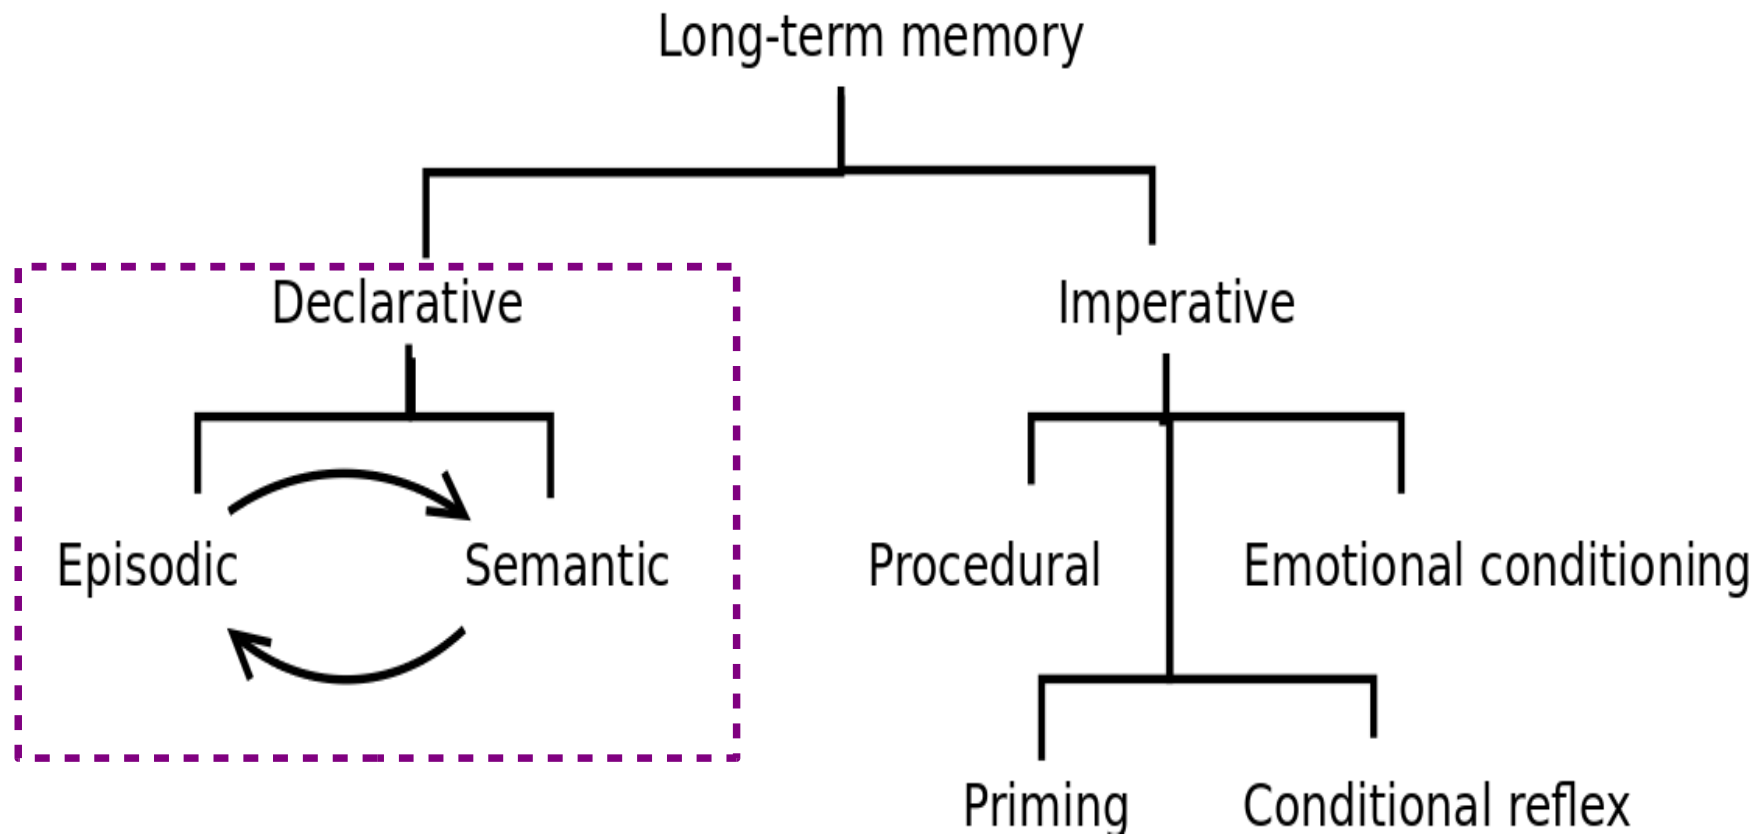 Long-term memory
Declarative
Imperative
Episodic
Semantic
Procedural
Emotional conditioning
Priming
Conditional reflex